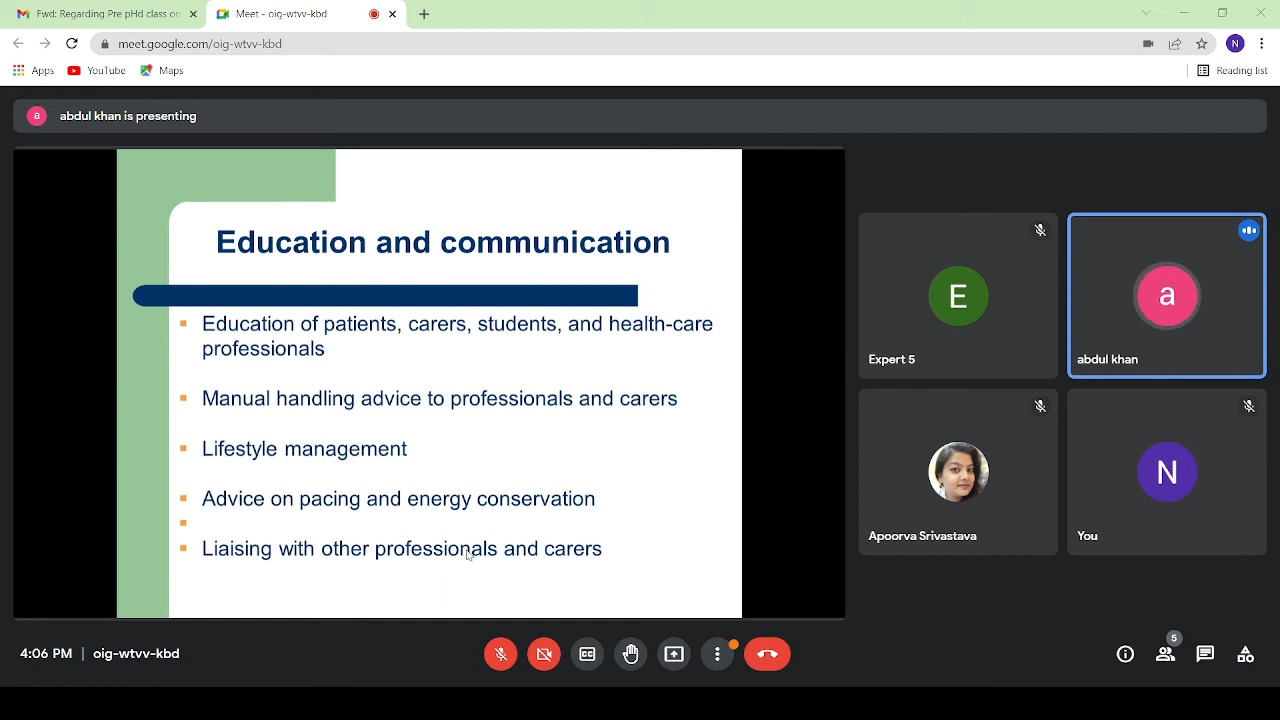 Fwd: Regarding Pre pHd class on
Meet - oig-wtvv-kbd
meet.google.com/oig-wtvv-kbd
N
Apps
YouTube
Maps
Reading list
a
abdul khan is presenting
Education and communication
Education of patients, carers, students, and health-care
professionals
Manual handling advice to professionals and carers
Lifestyle management
Advice on pacing and energy conservation
Liaising with other professionals and carers
E
Expert 5
a
abdul khan
Apoorva Srivastava
N
You
4:06 PM | oig-wtvv-kbd
5